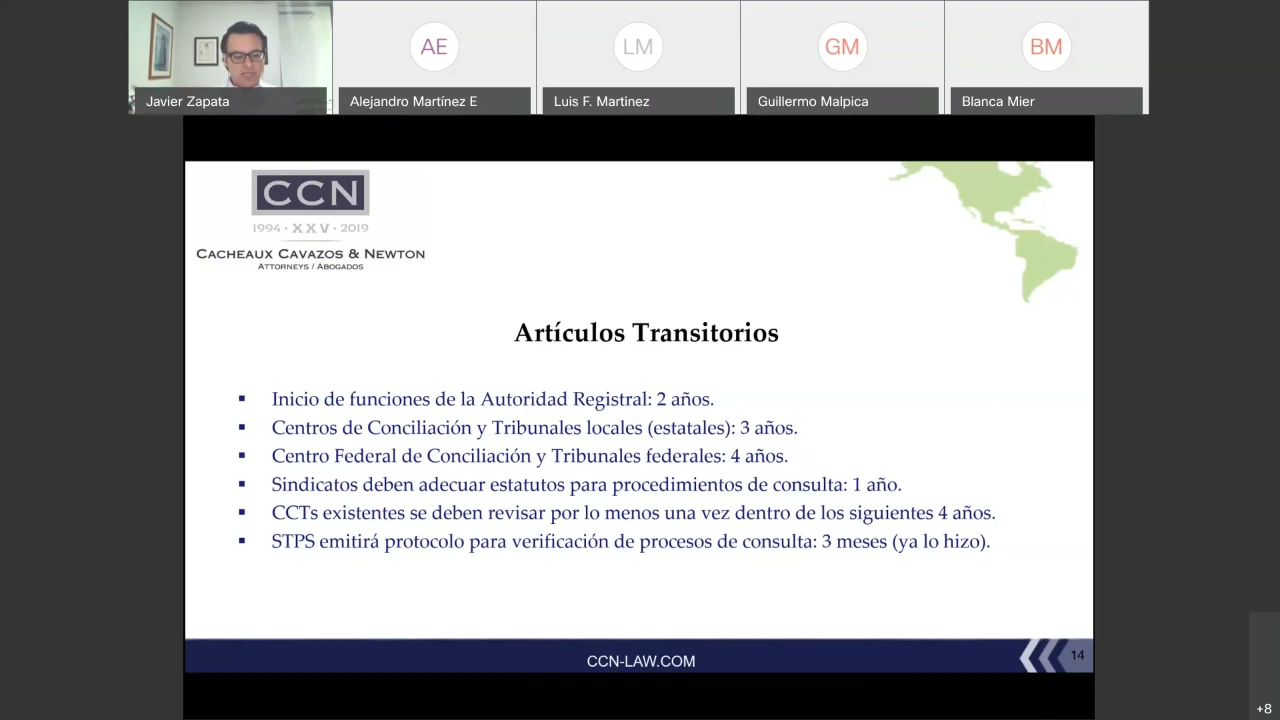 AE
LM
GM
BM
Javier Zapata
Alejandro Martínez E
Luis F. Martinez
Guillermo Malpica
Blanca Mier
CCN
1994 · XXV · 2019
CACHEAUX CAVAZOS & NEWTON
ATTORNEYS / ABOGADOS
Artículos Transitorios
▪ Inicio de funciones de la Autoridad Registral: 2 años.
▪ Centros de Conciliación y Tribunales locales (estatales): 3 años.
▪ Centro Federal de Conciliación y Tribunales federales: 4 años.
▪ Sindicatos deben adecuar estatutos para procedimientos de consulta: 1 año.
▪ CCTs existentes se deben revisar por lo menos una vez dentro de los siguientes 4 años.
▪ STPS emitirá protocolo para verificación de procesos de consulta: 3 meses (ya lo hizo).
CCN-LAW.COM
14
+8